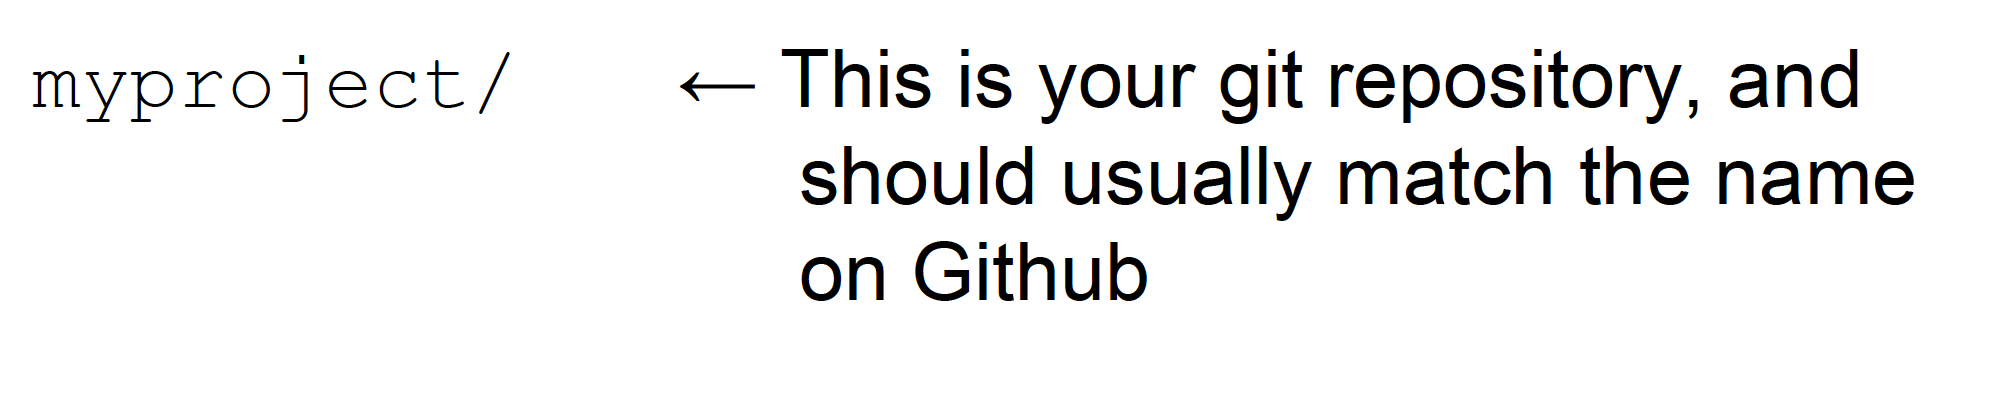 myproject/ ← This is your git repository, and
should usually match the name
on Github